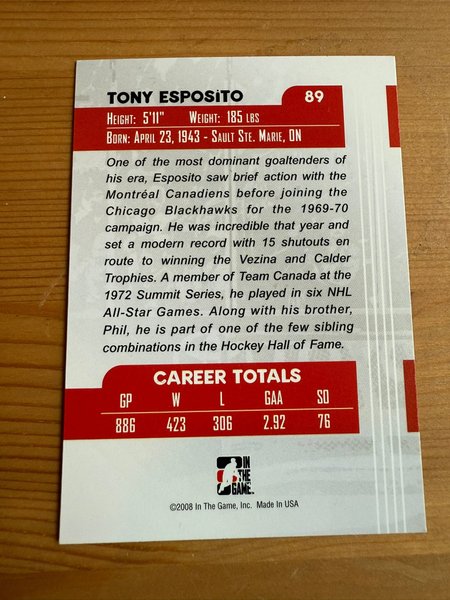 TONY ESPOSiTO 89
HEIGHT: 5'11" WEIGHT: 185 LBS
BORN: APRIL 23, 1943 - SAULT STE. MARIE, ON
One of the most dominant goaltenders of
his era, Esposito saw brief action with the
Montréal Canadiens before joining the
Chicago Blackhawks for the 1969-70
campaign. He was incredible that year and
set a modern record with 15 shutouts en
route to winning the Vezina and Calder
Trophies. A member of Team Canada at the
1972 Summit Series, he played in six NHL
All-Star Games. Along with his brother,
Phil, he is part of one of the few sibling
combinations in the Hockey Hall of Fame.
CAREER TOTALS
GP W L GAA SO
886 423 306 2.92 76
IN
THE
GAME
©2008 In The Game, Inc. Made In USA